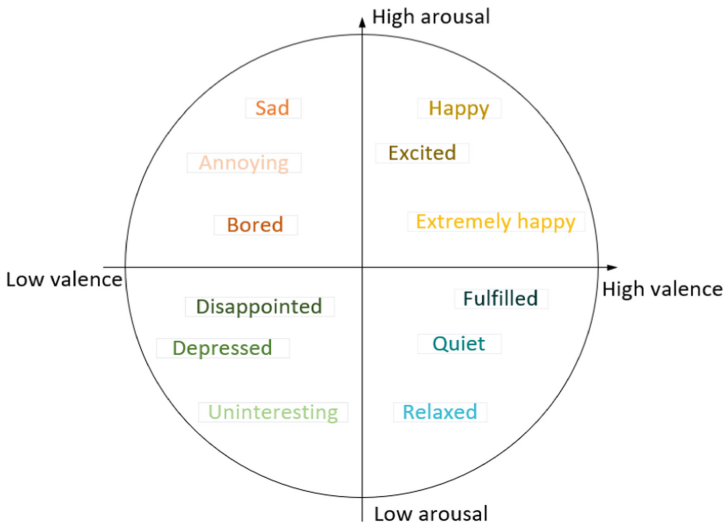 High arousal
Sad
Happy
Annoying
Excited
Bored
Extremely happy
Low valence
High valence
Disappointed
Fulfilled
Depressed
Quiet
Uninteresting
Relaxed
Low arousal